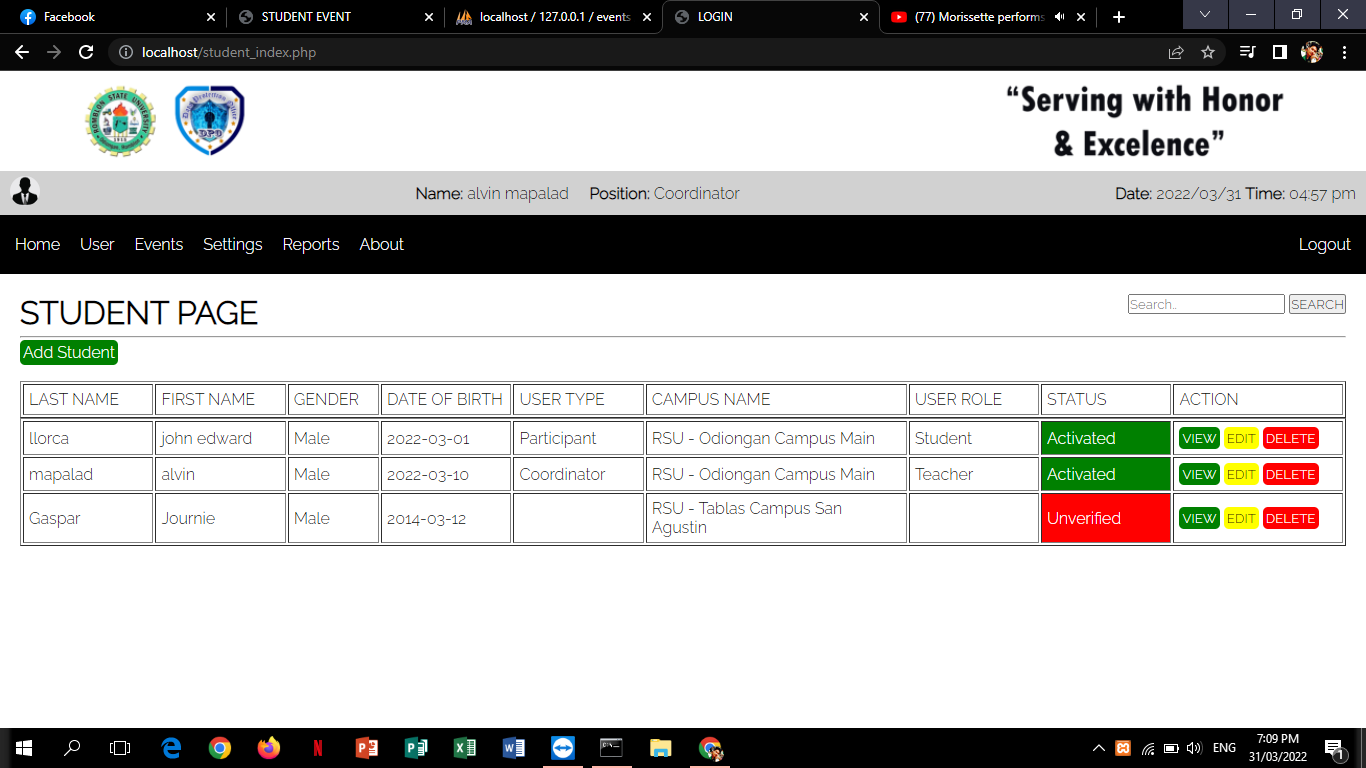 Facebook
STUDENT EVENT
localhost / 127.0.0.1 / events
LOGIN
(77) Morissette performs
localhost/student_index.php
ROMBLON STATE UNIVERSITY
1915
DPO
“Serving with Honor
& Excelence”
Name: alvin mapalad Position: Coordinator
Date: 2022/03/31 Time: 04:57 pm
Home User Events Settings Reports About Logout
STUDENT PAGE
Search.. SEARCH
Add Student
LAST NAME FIRST NAME GENDER DATE OF BIRTH USER TYPE CAMPUS NAME USER ROLE STATUS ACTION
llorca john edward Male 2022-03-01 Participant RSU - Odiongan Campus Main Student Activated VIEW EDIT DELETE
mapalad alvin Male 2022-03-10 Coordinator RSU - Odiongan Campus Main Teacher Activated VIEW EDIT DELETE
Gaspar Journie Male 2014-03-12 RSU - Tablas Campus San
Agustin
Unverified VIEW EDIT DELETE
ENG
7:09 PM
31/03/2022
1